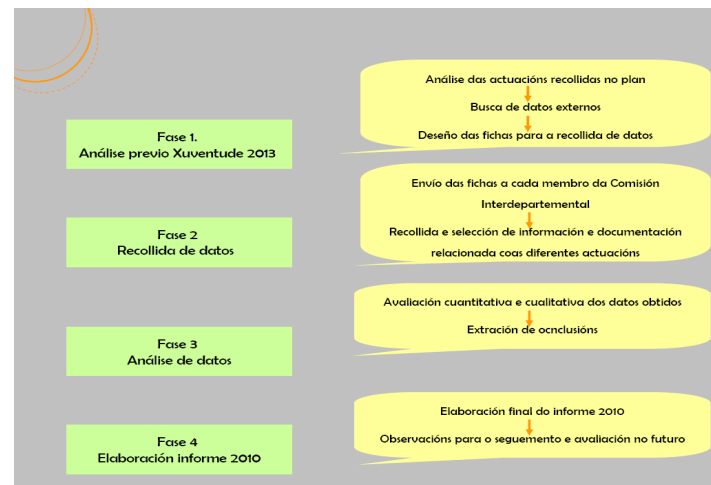 Análise das actuacións recollidas no plan
Busca de datos externos
Deseño das fichas para a recollida de datos
Fase 1.
Análise previo Xuventude 2013
Envío das fichas a cada membro da Comisión
Interdepartemental
Recollida e selección de información e documentación
relacionada coas diferentes actuacións
Fase 2
Recollida de datos
Avaliación cuantitativa e cualitativa dos datos obtidos
Extración de ocnclusións
Fase 3
Análise de datos
Elaboración final do informe 2010
Observacións para o seguemento e avaliación no futuro
Fase 4
Elaboración informe 2010